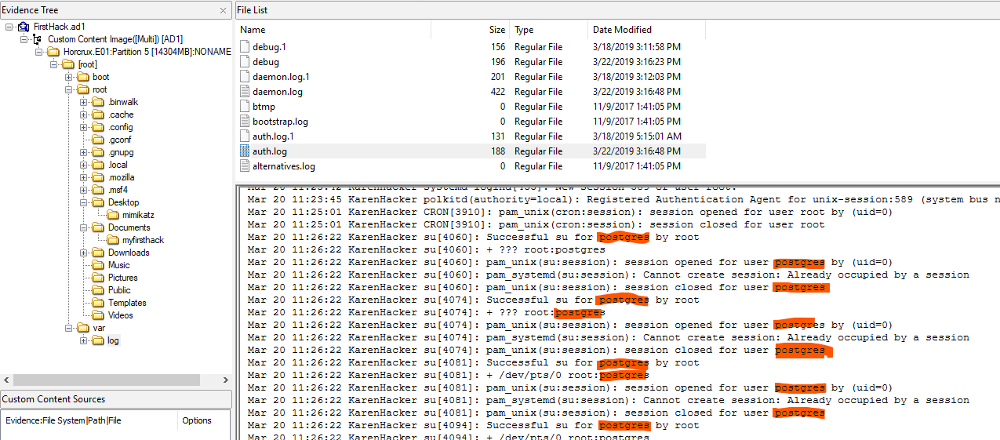 Evidence Tree
FirstHack.ad1
Custom Content Image([Multi]) [AD1]
Horcrux.E01:Partition 5 [14304MB]:NONAME
[root]
boot
root
.binwalk
.cache
.config
.gconf
.gnupg
.local
.mozilla
.msf4
Desktop
mimikatz
Documents
myfirsthack
Downloads
Music
Pictures
Public
Templates
Videos
var
log
Custom Content Sources
Evidence:File System|Path|File Options
File List
Name Size Type Date Modified
debug.1 156 Regular File 3/18/2019 3:11:58 PM
debug 196 Regular File 3/22/2019 3:16:23 PM
daemon.log.1 201 Regular File 3/18/2019 3:12:03 PM
daemon.log 422 Regular File 3/22/2019 3:16:48 PM
btmp 0 Regular File 11/9/2017 1:41:05 PM
bootstrap.log 0 Regular File 11/9/2017 1:41:05 PM
auth.log.1 131 Regular File 3/18/2019 5:15:01 AM
auth.log 188 Regular File 3/22/2019 3:16:48 PM
alternatives.log 0 Regular File 11/9/2017 1:41:05 PM
Mar 20 11:23:42 KarenHacker systemd-logind[433]: New session 589 of user root.
Mar 20 11:23:45 KarenHacker polkitd(authority=local): Registered Authentication Agent for unix-session:589 (system bus n
Mar 20 11:25:01 KarenHacker CRON[3910]: pam_unix(cron:session): session opened for user root by (uid=0)
Mar 20 11:25:01 KarenHacker CRON[3910]: pam_unix(cron:session): session closed for user root
Mar 20 11:26:22 KarenHacker su[4060]: Successful su for postgres by root
Mar 20 11:26:22 KarenHacker su[4060]: + ??? root:postgres
Mar 20 11:26:22 KarenHacker su[4060]: pam_unix(su:session): session opened for user postgres by (uid=0)
Mar 20 11:26:22 KarenHacker su[4060]: pam_systemd(su:session): Cannot create session: Already occupied by a session
Mar 20 11:26:22 KarenHacker su[4060]: pam_unix(su:session): session closed for user postgres
Mar 20 11:26:22 KarenHacker su[4074]: Successful su for postgres by root
Mar 20 11:26:22 KarenHacker su[4074]: + ??? root:postgres
Mar 20 11:26:22 KarenHacker su[4074]: pam_unix(su:session): session opened for user postgres by (uid=0)
Mar 20 11:26:22 KarenHacker su[4074]: pam_systemd(su:session): Cannot create session: Already occupied by a session
Mar 20 11:26:22 KarenHacker su[4074]: pam_unix(su:session): session closed for user postgres
Mar 20 11:26:22 KarenHacker su[4081]: Successful su for postgres by root
Mar 20 11:26:22 KarenHacker su[4081]: + /dev/pts/0 root:postgres
Mar 20 11:26:22 KarenHacker su[4081]: pam_unix(su:session): session opened for user postgres by (uid=0)
Mar 20 11:26:22 KarenHacker su[4081]: pam_systemd(su:session): Cannot create session: Already occupied by a session
Mar 20 11:26:22 KarenHacker su[4081]: pam_unix(su:session): session closed for user postgres
Mar 20 11:26:22 KarenHacker su[4094]: Successful su for postgres by root
Mar 20 11:26:22 KarenHacker su[4094]: + /dev/pts/0 root:postgres